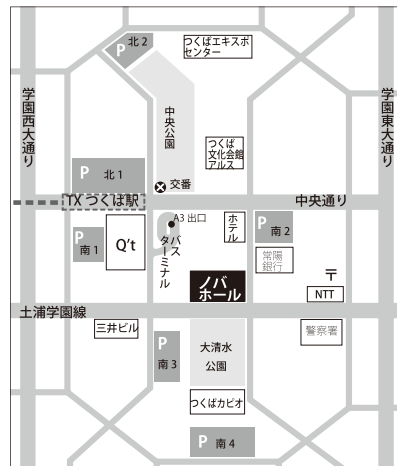 P 北2
つくばエキスポ
センター
学園西大通り
学園東大通り
中央公園
つくば
文化会館
アルス
P 北1
交番
TX つくば駅
中央通り
A3 出口
ホテル
P 南2
P 南1
Q't
バス
ターミナル
常陽
銀行
〒
NTT
ノバ
ホール
土浦学園線
三井ビル
P 南3
大清水
公園
警察署
つくばカピオ
P 南4